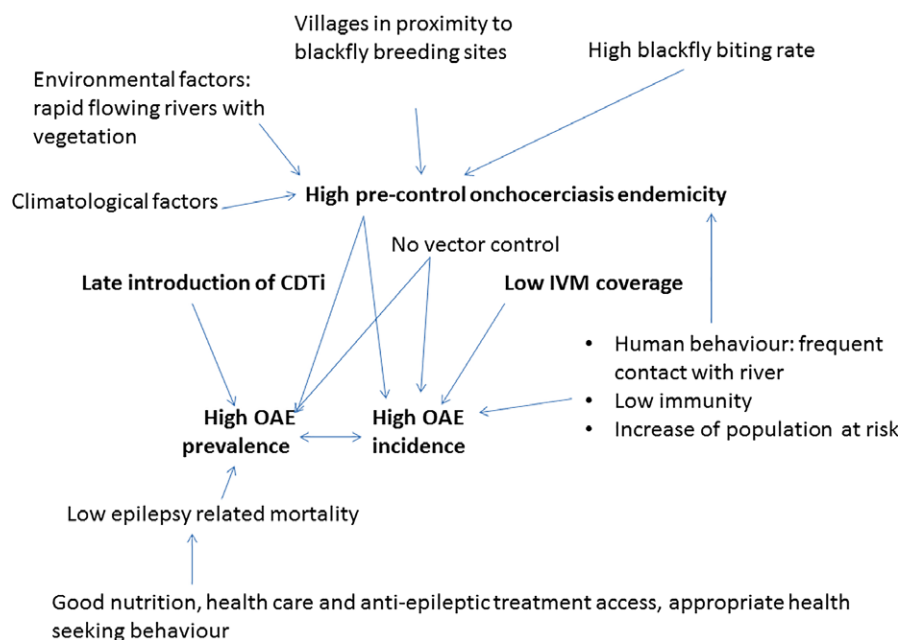 Villages in proximity to
blackfly breeding sites
High blackfly biting rate
Environmental factors:
rapid flowing rivers with
vegetation
Climatological factors
High pre-control onchocerciasis endemicity
No vector control
Late introduction of CDTi
Low IVM coverage
• Human behaviour: frequent
contact with river
• Low immunity
• Increase of population at risk
High OAE
prevalence
High OAE
incidence
Low epilepsy related mortality
Good nutrition, health care and anti-epileptic treatment access, appropriate health
seeking behaviour